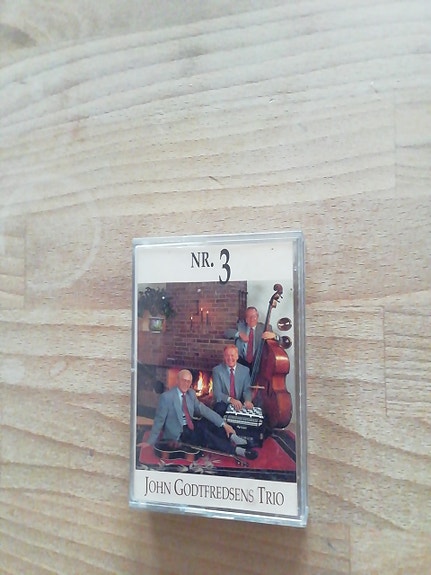 NR. 3
JOHN GODTFREDSENS TRIO